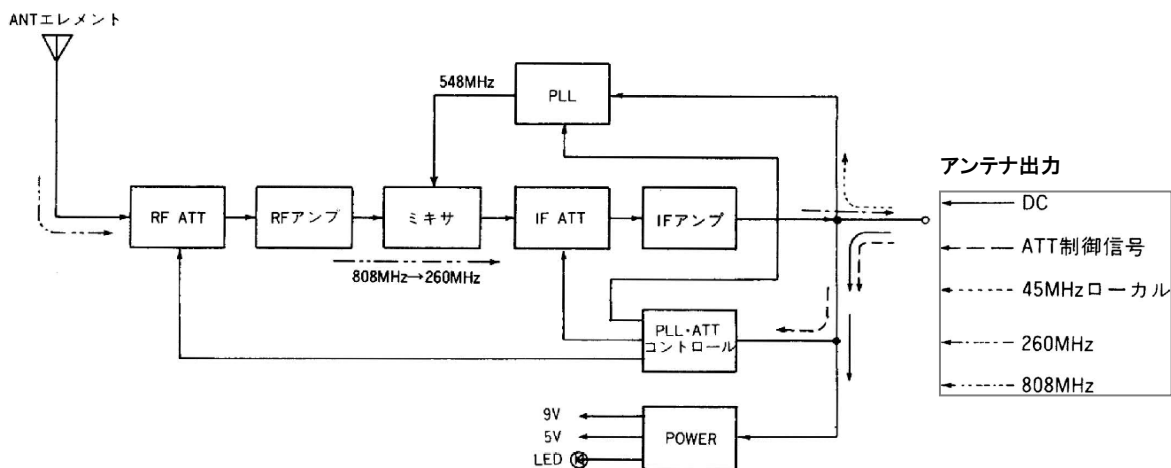 ANTエレメント
548MHz
PLL
アンテナ出力
RF ATT
RFアンプ
ミキサ
IF ATT
IFアンプ
DC
ATT制御信号
45MHzローカル
260MHz
808MHz
808MHz→260MHz
PLL・ATT
コントロール
9V
5V
LED
POWER